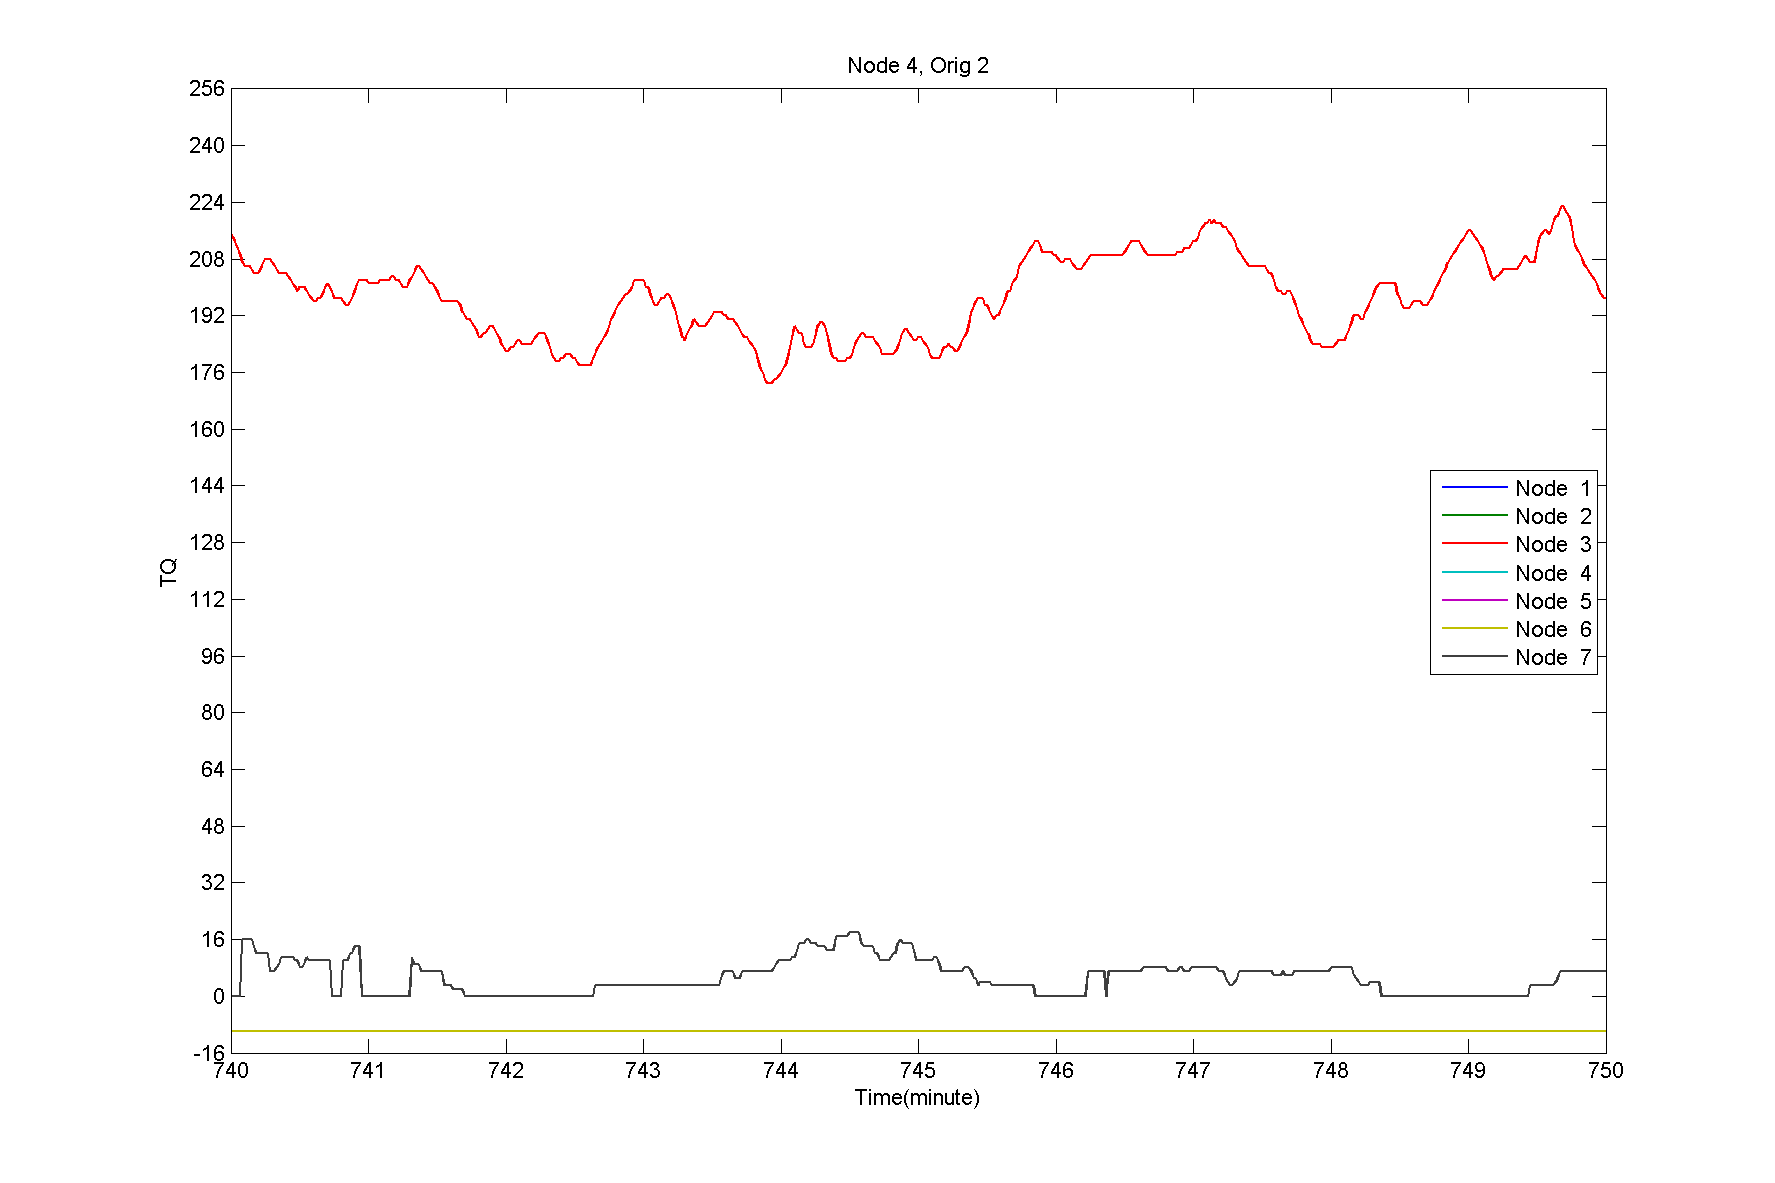 Node 4, Orig 2
256
240
224
208
192
176
160
144
128
112
96
80
64
48
32
16
0
-16
TQ
Node 1
Node 2
Node 3
Node 4
Node 5
Node 6
Node 7
740 741 742 743 744 745 746 747 748 749 750
Time(minute)